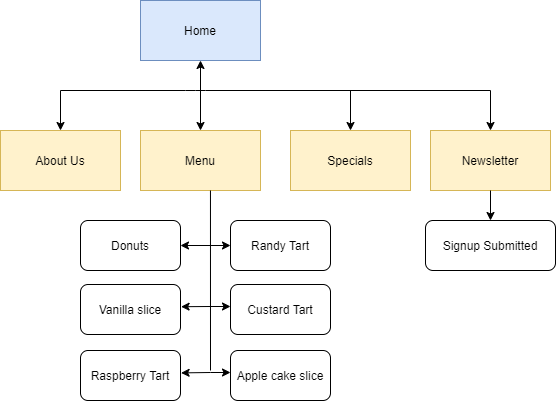 Home
About Us
Menu
Specials
Newsletter
Donuts
Randy Tart
Signup Submitted
Vanilla slice
Custard Tart
Raspberry Tart
Apple cake slice